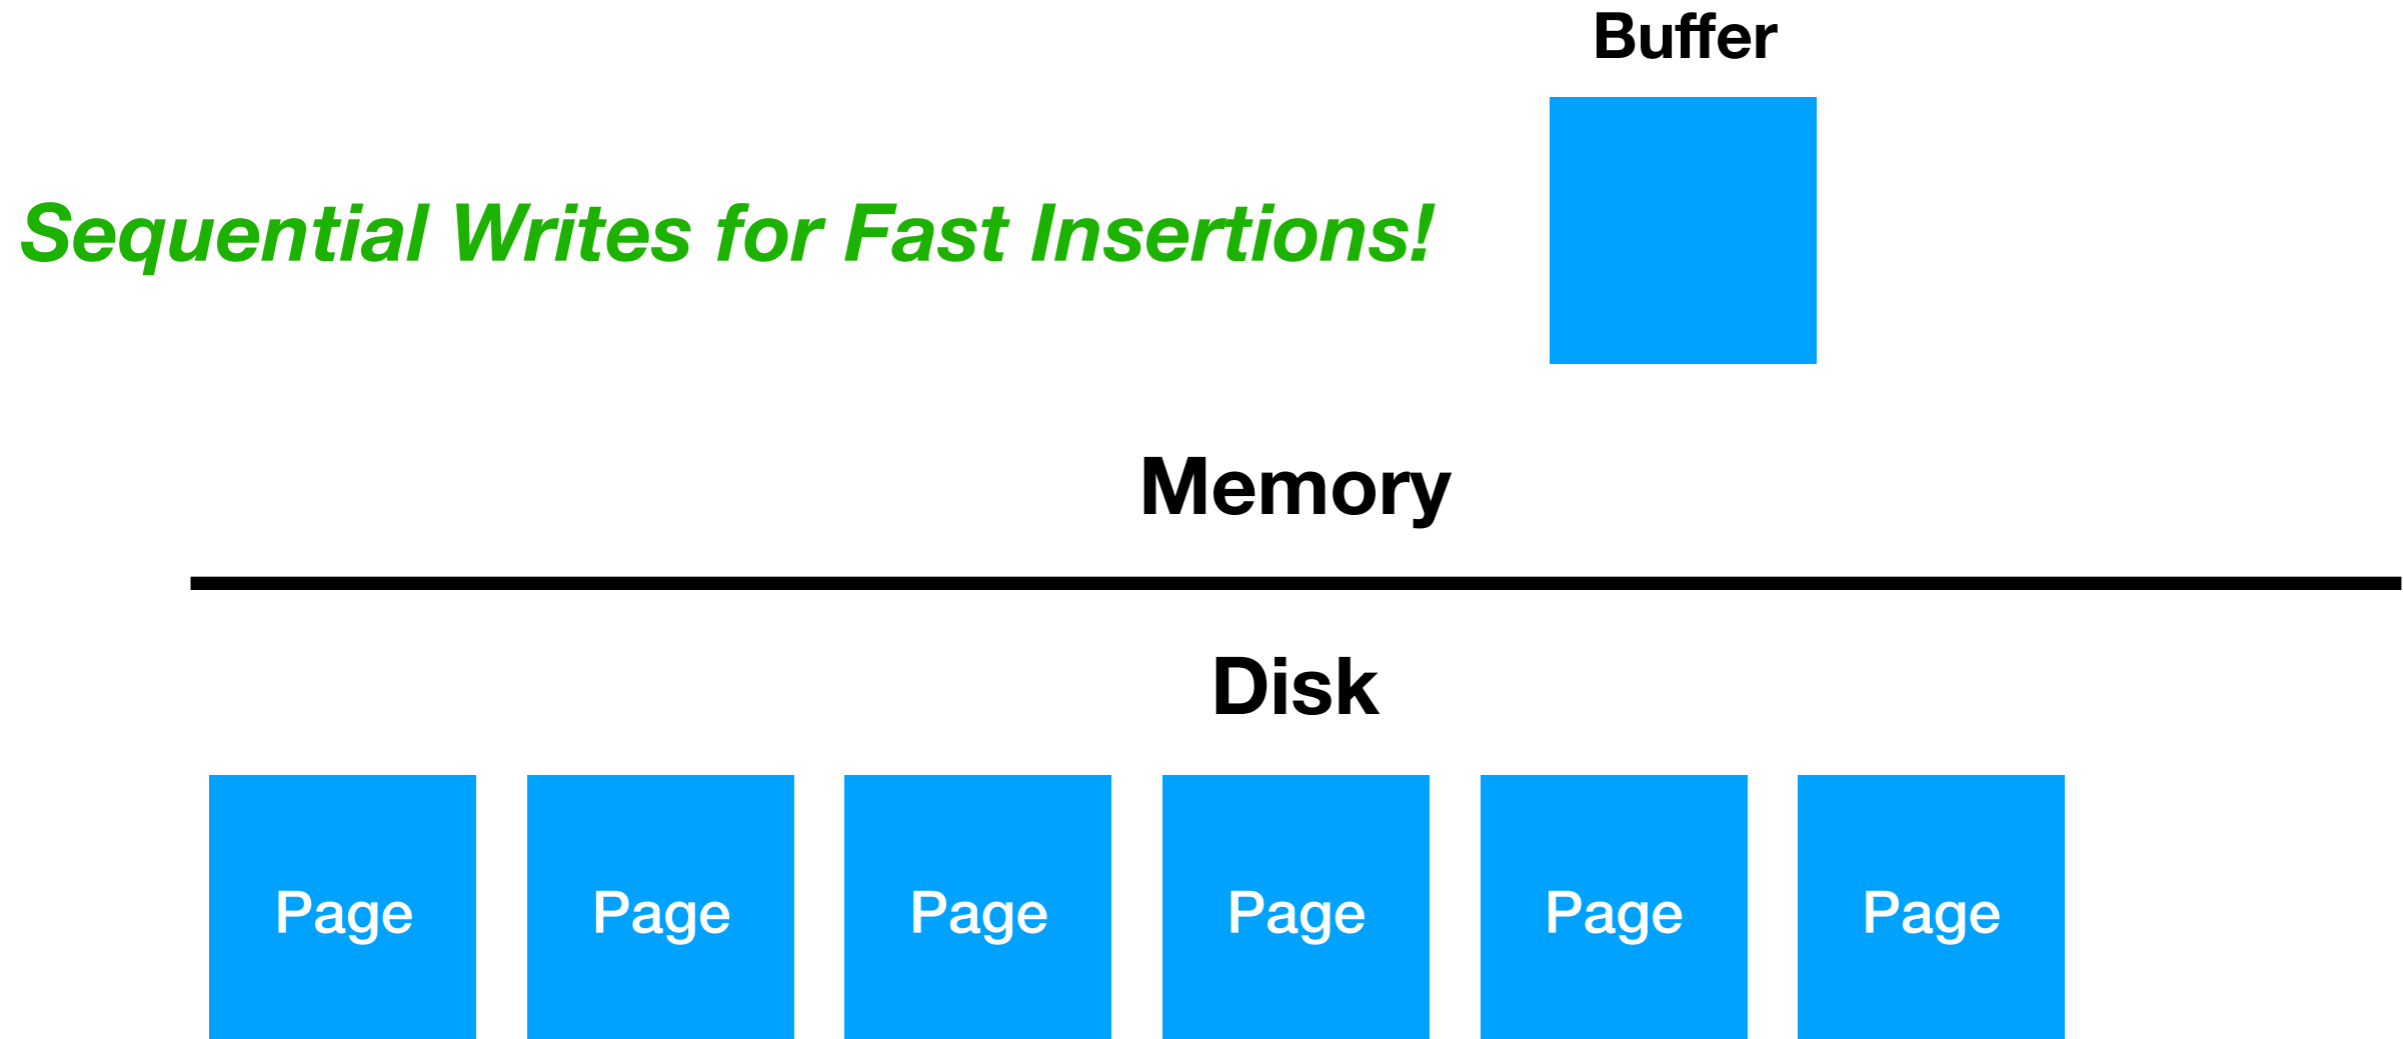 Buffer
Sequential Writes for Fast Insertions!
Memory
Disk
Page Page Page Page Page Page